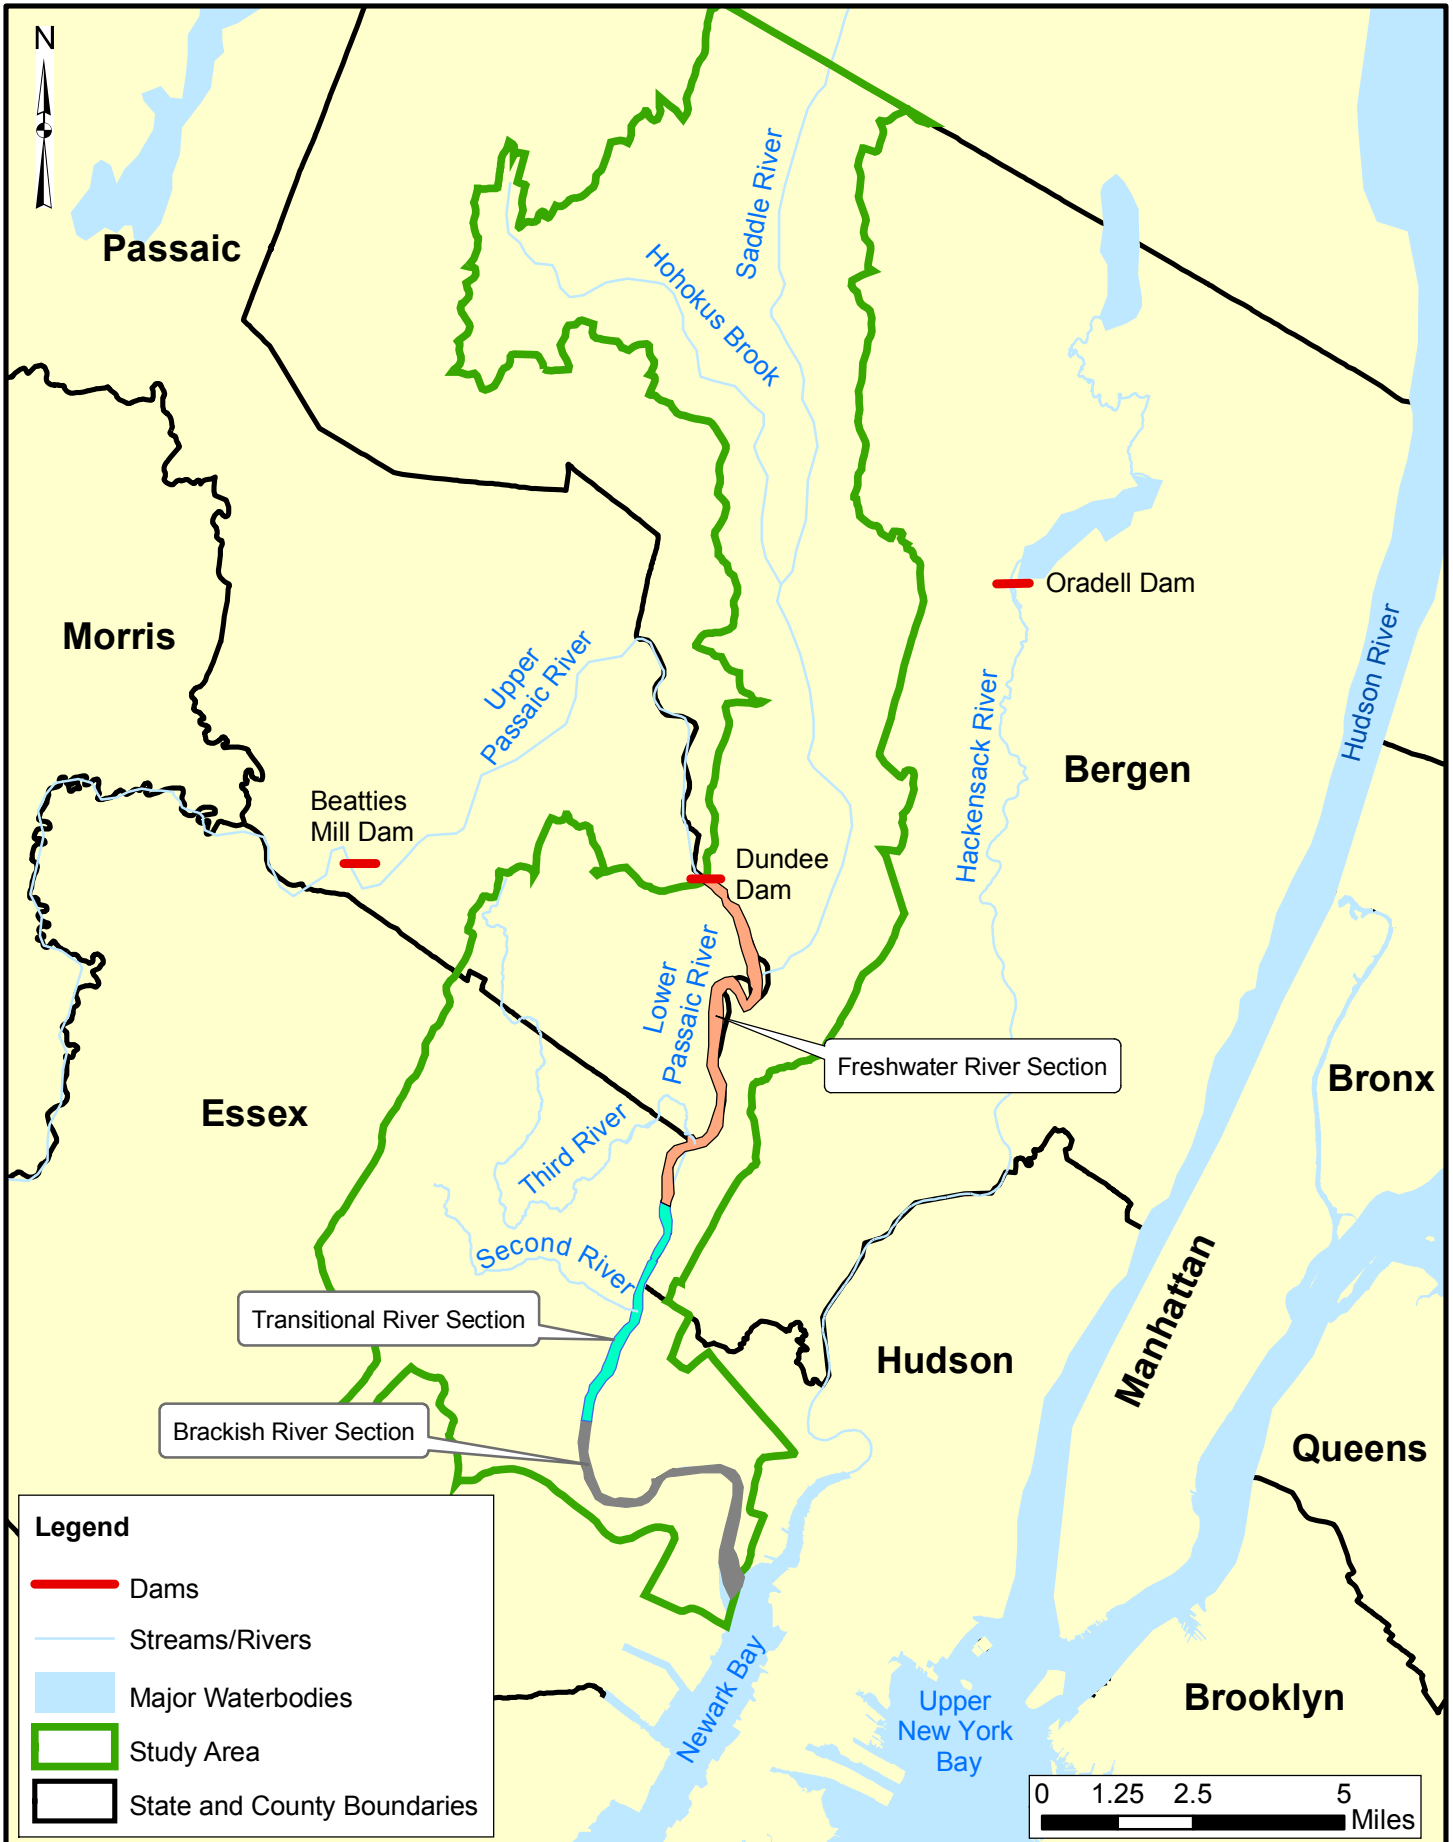 N
Passaic
Saddle River
Hohokus Brook
Oradell Dam
Morris
Upper
Passaic River
Hackensack River
Hudson River
Bergen
Beatties
Mill Dam
Dundee
Dam
Lower
Passaic River
Freshwater River Section
Bronx
Essex
Third River
Second River
Transitional River Section
Manhattan
Hudson
Brackish River Section
Queens
Legend
Dams
Streams/Rivers
Major Waterbodies
Study Area
State and County Boundaries
Newark Bay
Upper
New York
Bay
Brooklyn
0 1.25 2.5 5
Miles